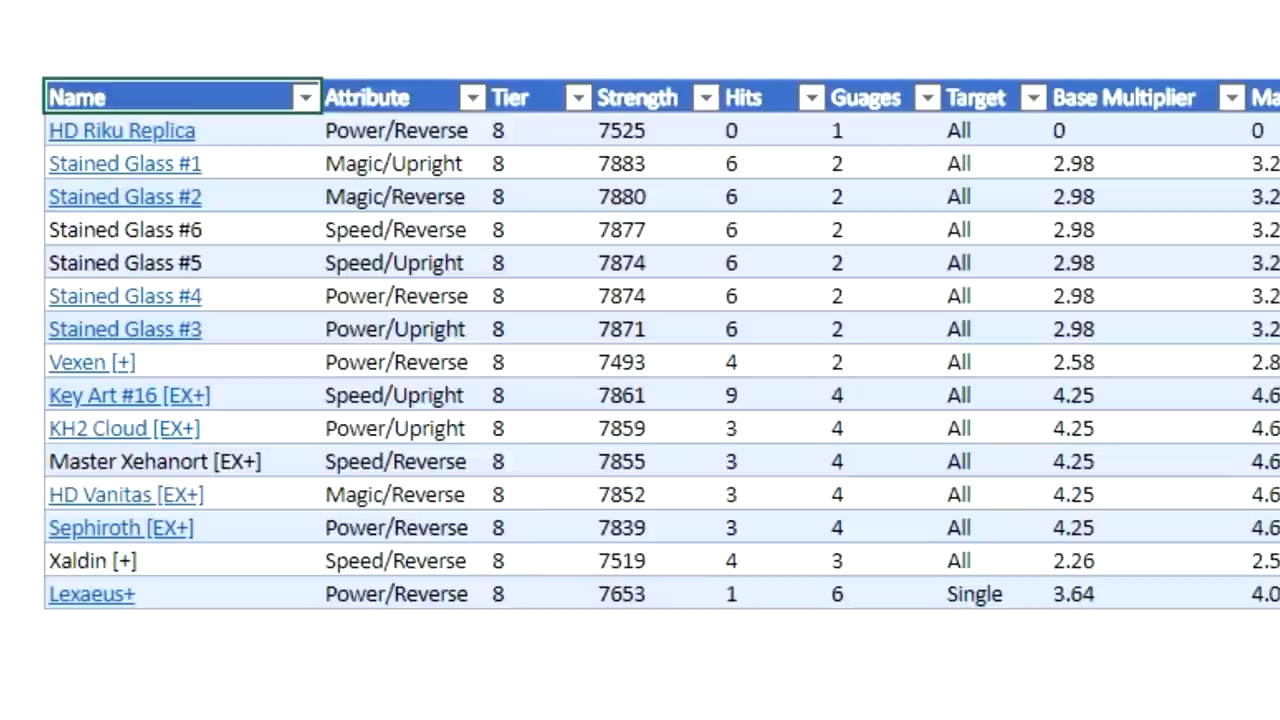 Name Attribute Tier Strength Hits Guages Target Base Multiplier Ma
HD Riku Replica Power/Reverse 8 7525 0 1 All 0 0
Stained Glass #1 Magic/Upright 8 7883 6 2 All 2.98 3.2
Stained Glass #2 Magic/Reverse 8 7880 6 2 All 2.98 3.2
Stained Glass #6 Speed/Reverse 8 7877 6 2 All 2.98 3.2
Stained Glass #5 Speed/Upright 8 7874 6 2 All 2.98 3.2
Stained Glass #4 Power/Reverse 8 7874 6 2 All 2.98 3.2
Stained Glass #3 Power/Upright 8 7871 6 2 All 2.98 3.2
Vexen [+] Power/Reverse 8 7493 4 2 All 2.58 2.8
Key Art #16 [EX+] Speed/Upright 8 7861 9 4 All 4.25 4.6
KH2 Cloud [EX+] Power/Upright 8 7859 3 4 All 4.25 4.6
Master Xehanort [EX+] Speed/Reverse 8 7855 3 4 All 4.25 4.6
HD Vanitas [EX+] Magic/Reverse 8 7852 3 4 All 4.25 4.6
Sephiroth [EX+] Power/Reverse 8 7839 3 4 All 4.25 4.6
Xaldin [+] Speed/Reverse 8 7519 4 3 All 2.26 2.5
Lexaeus+ Power/Reverse 8 7653 1 6 Single 3.64 4.0